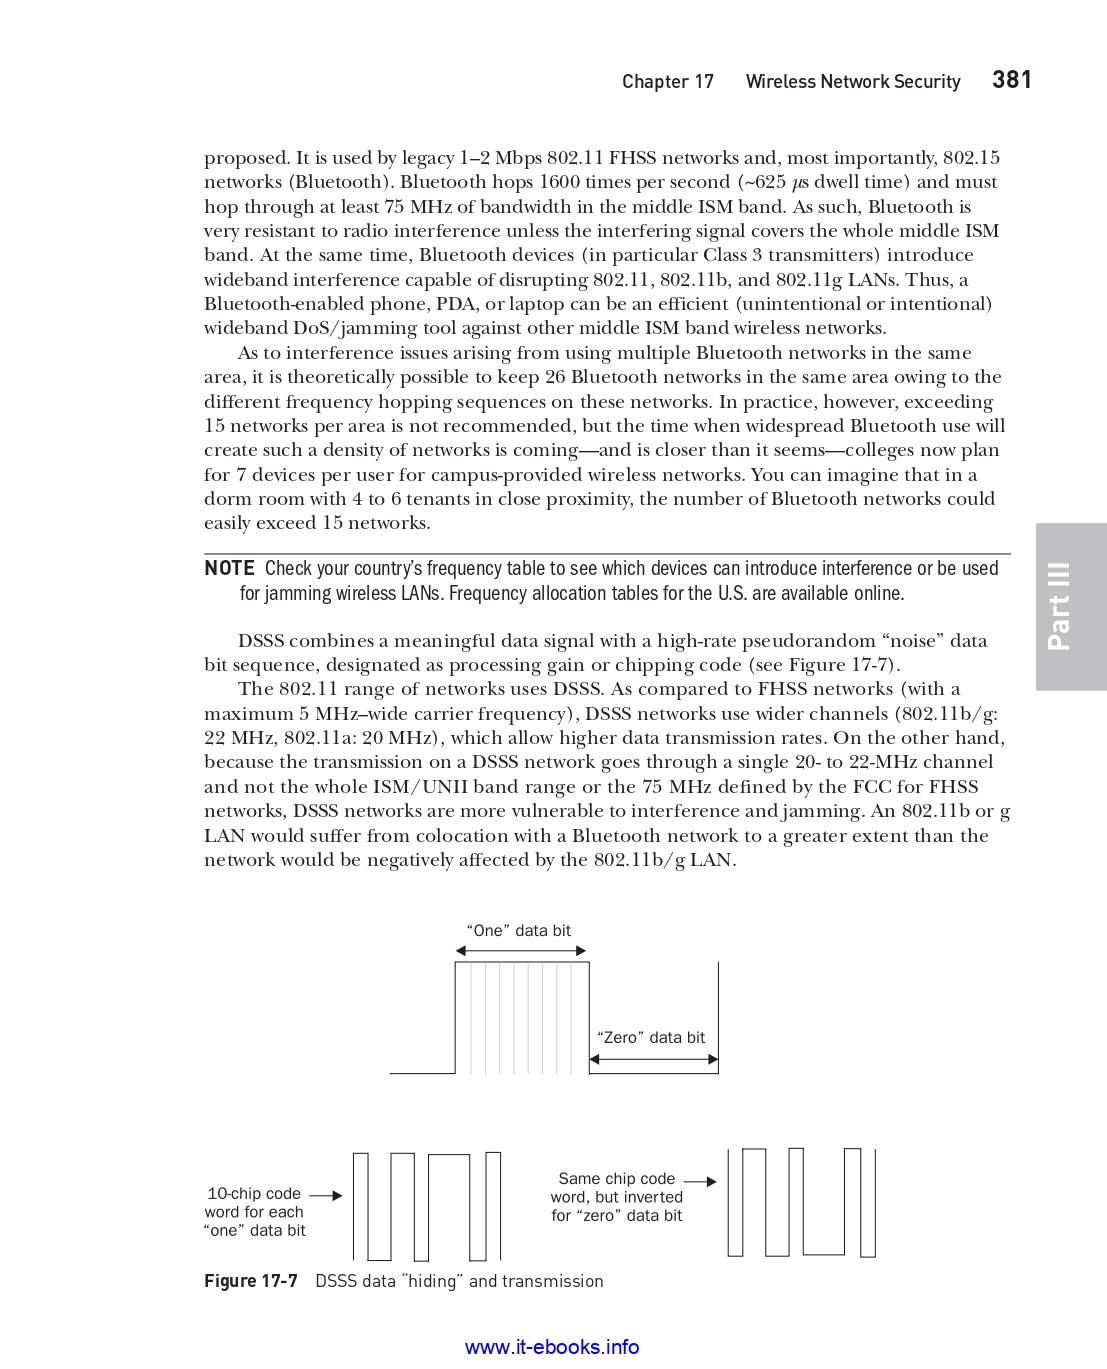 Chapter 17 Wireless Network Security 381
proposed. It is used by legacy 1–2 Mbps 802.11 FHSS networks and, most importantly, 802.15
networks (Bluetooth). Bluetooth hops 1600 times per second (~625 µs dwell time) and must
hop through at least 75 MHz of bandwidth in the middle ISM band. As such, Bluetooth is
very resistant to radio interference unless the interfering signal covers the whole middle ISM
band. At the same time, Bluetooth devices (in particular Class 3 transmitters) introduce
wideband interference capable of disrupting 802.11, 802.11b, and 802.11g LANs. Thus, a
Bluetooth-enabled phone, PDA, or laptop can be an efficient (unintentional or intentional)
wideband DoS/jamming tool against other middle ISM band wireless networks.
As to interference issues arising from using multiple Bluetooth networks in the same
area, it is theoretically possible to keep 26 Bluetooth networks in the same area owing to the
different frequency hopping sequences on these networks. In practice, however, exceeding
15 networks per area is not recommended, but the time when widespread Bluetooth use will
create such a density of networks is coming—and is closer than it seems—colleges now plan
for 7 devices per user for campus-provided wireless networks. You can imagine that in a
dorm room with 4 to 6 tenants in close proximity, the number of Bluetooth networks could
easily exceed 15 networks.
NOTE Check your country's frequency table to see which devices can introduce interference or be used
for jamming wireless LANs. Frequency allocation tables for the U.S. are available online.
Part III
DSSS combines a meaningful data signal with a high-rate pseudorandom “noise” data
bit sequence, designated as processing gain or chipping code (see Figure 17-7).
The 802.11 range of networks uses DSSS. As compared to FHSS networks (with a
maximum 5 MHz–wide carrier frequency), DSSS networks use wider channels (802.11b/g:
22 MHz, 802.11a: 20 MHz), which allow higher data transmission rates. On the other hand,
because the transmission on a DSSS network goes through a single 20- to 22-MHz channel
and not the whole ISM/UNII band range or the 75 MHz defined by the FCC for FHSS
networks, DSSS networks are more vulnerable to interference and jamming. An 802.11b or g
LAN would suffer from colocation with a Bluetooth network to a greater extent than the
network would be negatively affected by the 802.11b/g LAN.
“One” data bit
“Zero” data bit
10-chip code
word for each
“one” data bit
Same chip code
word, but inverted
for “zero” data bit
Figure 17-7 DSSS data “hiding” and transmission
www.it-ebooks.info